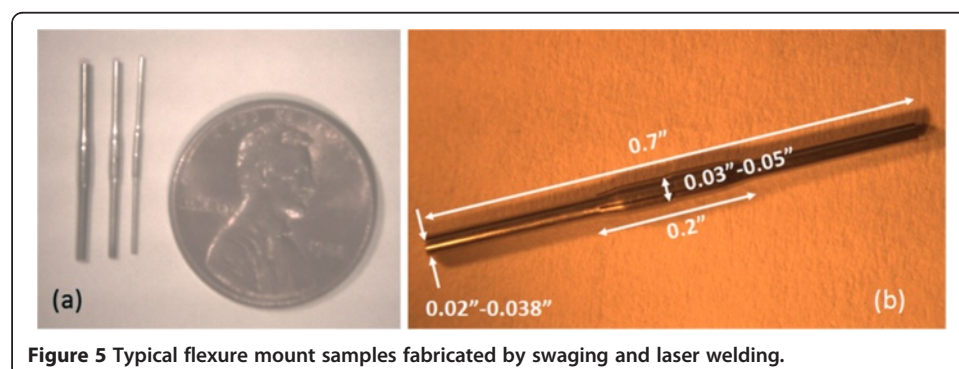 (a)
0.7”
0.03”-0.05”
0.2”
0.02”-0.038”
(b)
Figure 5 Typical flexure mount samples fabricated by swaging and laser welding.